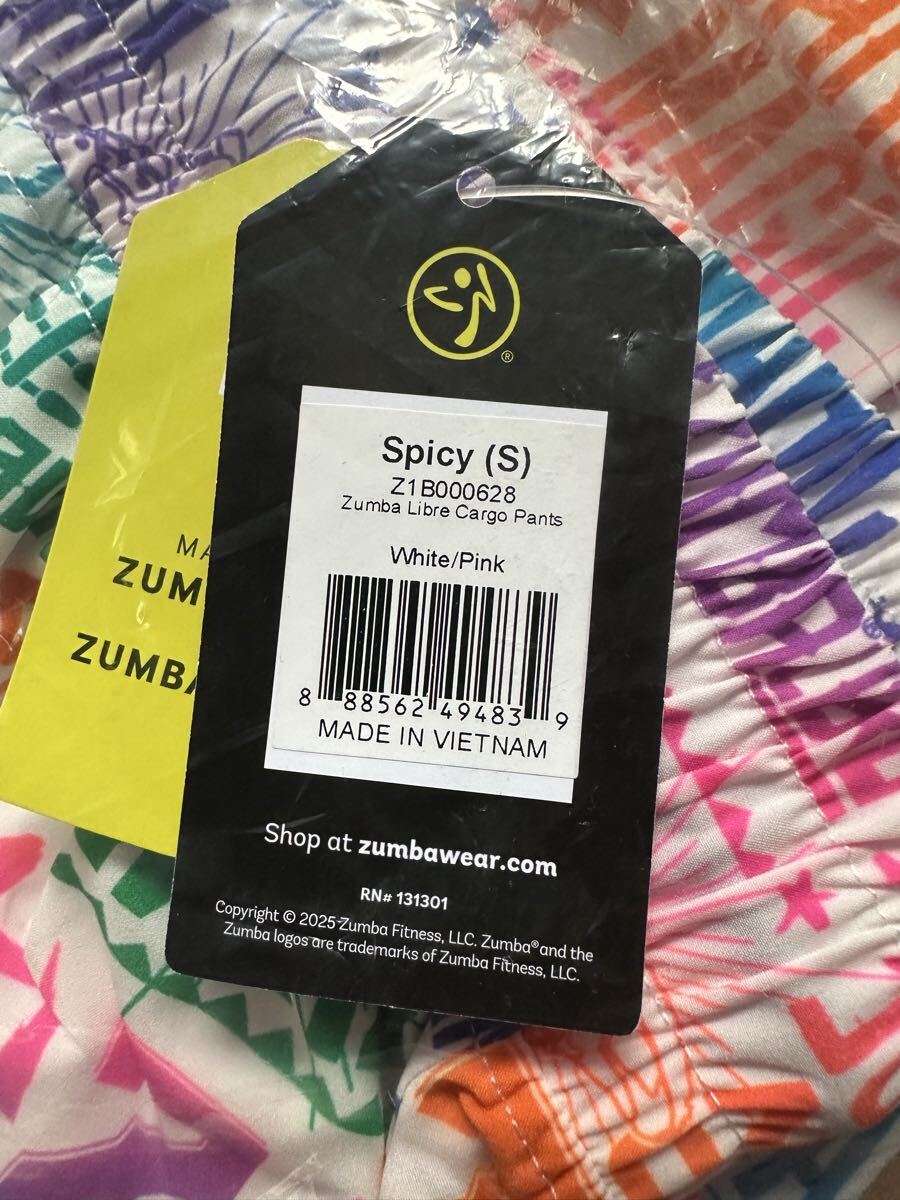 Spicy (S)
Z1B000628
Zumba Libre Cargo Pants
White/Pink
8 88562 49483 9
MADE IN VIETNAM
Shop at zumbawear.com
RN# 131301
Copyright © 2025 Zumba Fitness, LLC. Zumba® and the
Zumba logos are trademarks of Zumba Fitness, LLC.
MA
ZUM
ZUMBA